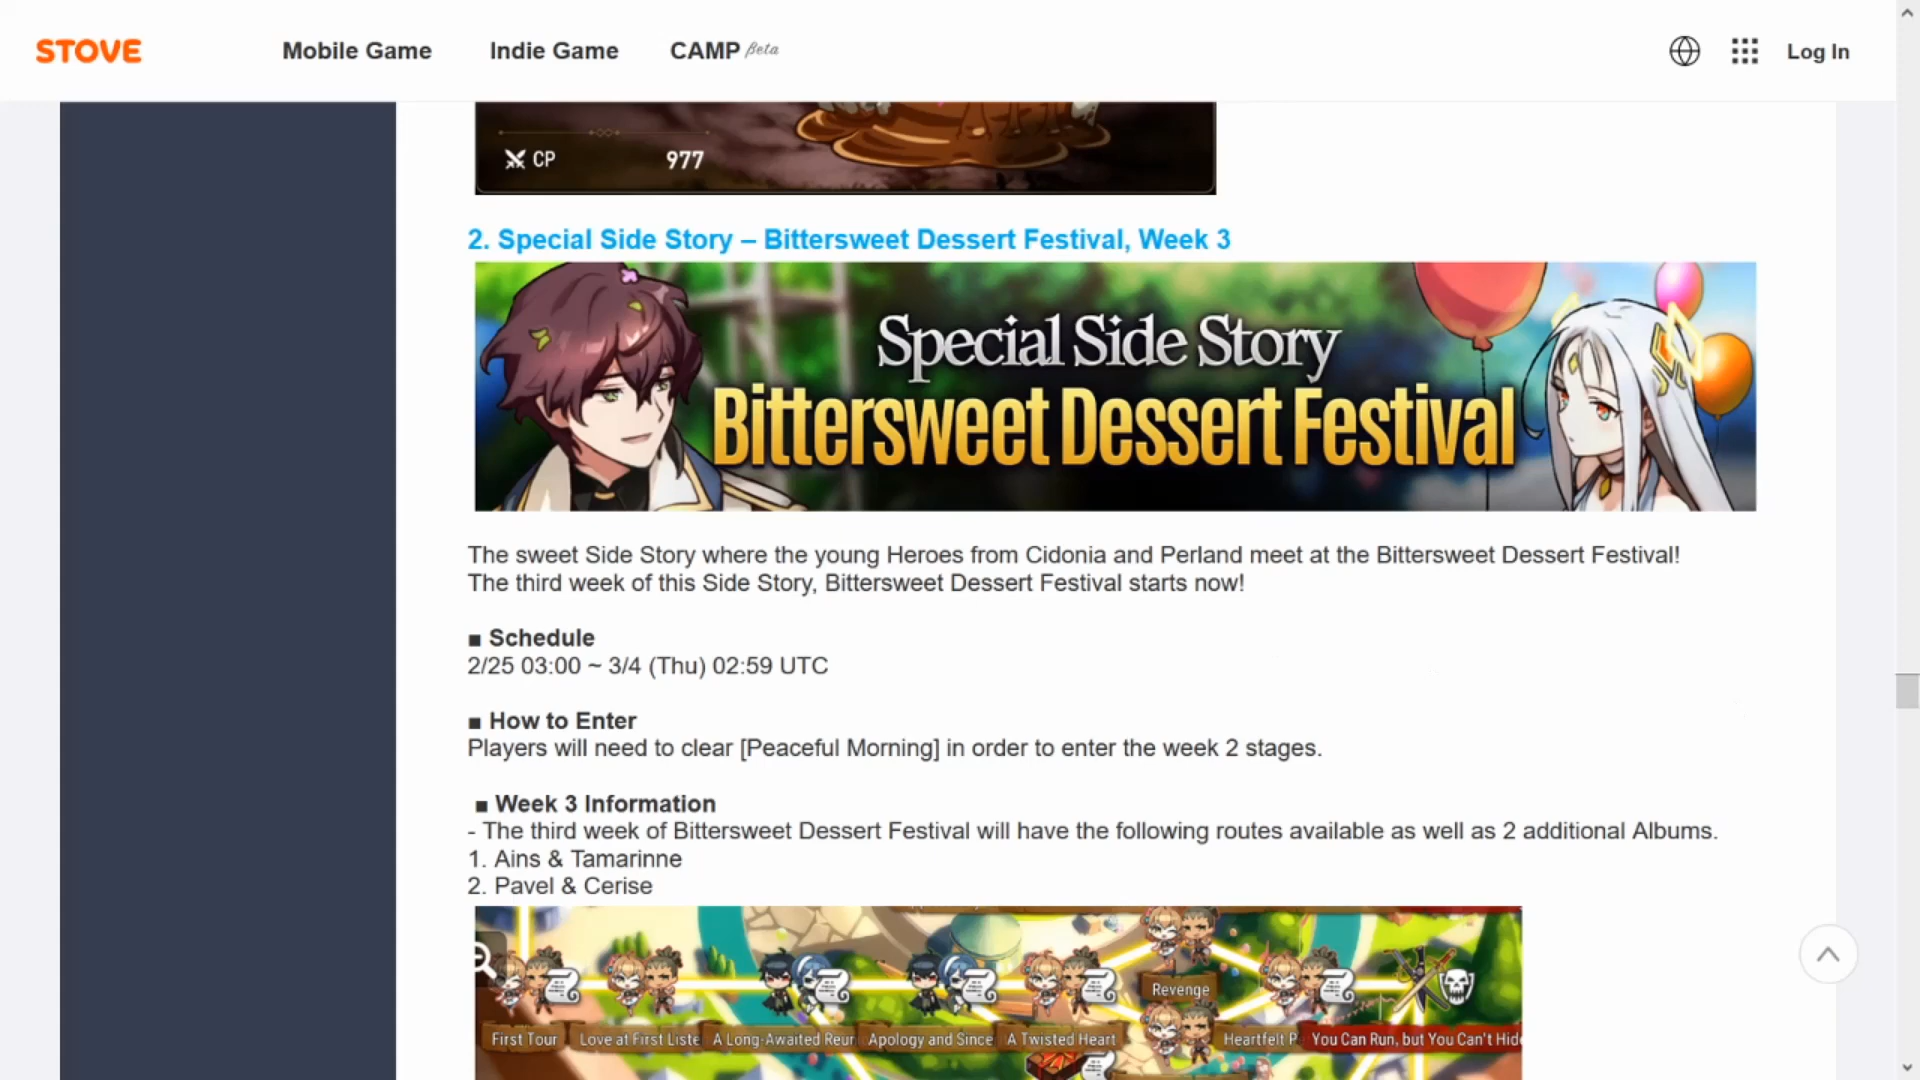 STOVE
Mobile Game
Indie Game
CAMP Beta
Log In
CP 977
2. Special Side Story – Bittersweet Dessert Festival, Week 3
Special Side Story
Bittersweet Dessert Festival
The sweet Side Story where the young Heroes from Cidonia and Perland meet at the Bittersweet Dessert Festival!
The third week of this Side Story, Bittersweet Dessert Festival starts now!
■ Schedule
2/25 03:00 ~ 3/4 (Thu) 02:59 UTC
■ How to Enter
Players will need to clear [Peaceful Morning] in order to enter the week 2 stages.
■ Week 3 Information
- The third week of Bittersweet Dessert Festival will have the following routes available as well as 2 additional Albums.
1. Ains & Tamarinne
2. Pavel & Cerise
Revenge
First Tour
Love at First Liste
A Long-Awaited Reur
Apology and Since
A Twisted Heart
Heartfelt P
You Can Run, but You Can't Hide